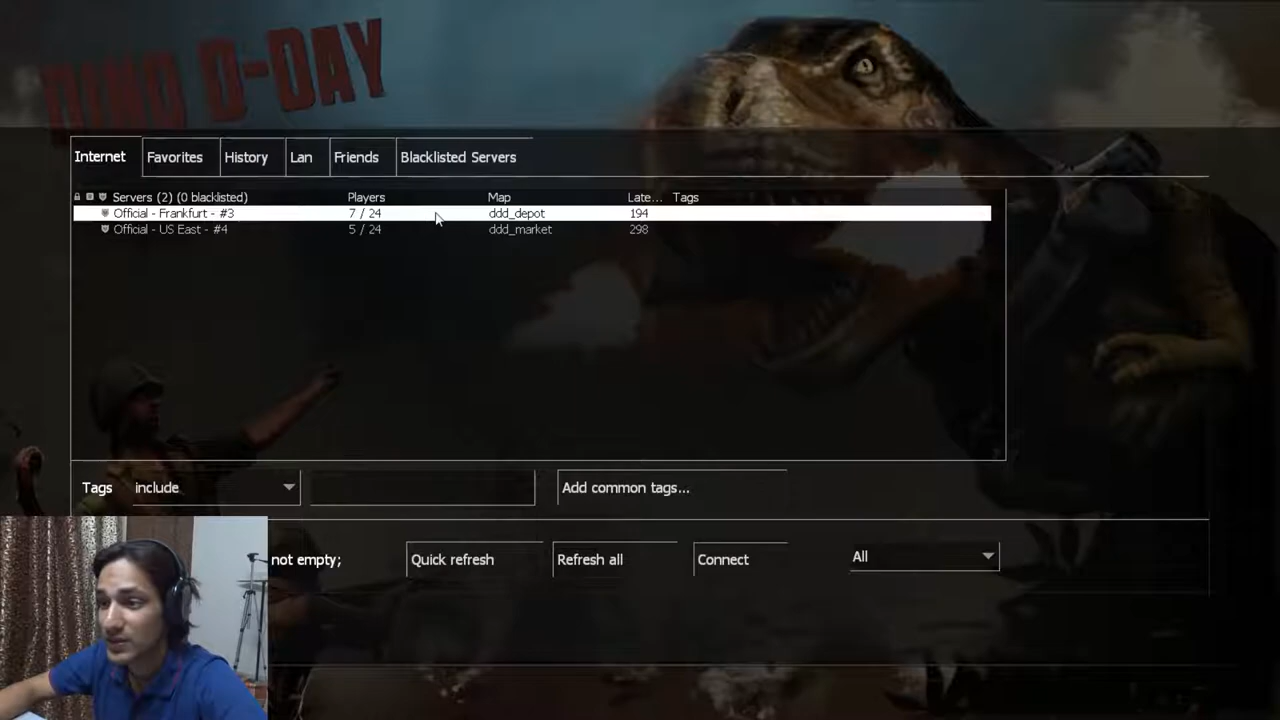 DINO D-DAY
Internet Favorites History Lan Friends Blacklisted Servers
Servers (2) (0 blacklisted) Players Map Late... Tags
Official - Frankfurt - #3 7 / 24 ddd_depot 194
Official - US East - #4 5 / 24 ddd_market 298
Tags include Add common tags...
not empty; Quick refresh Refresh all Connect All